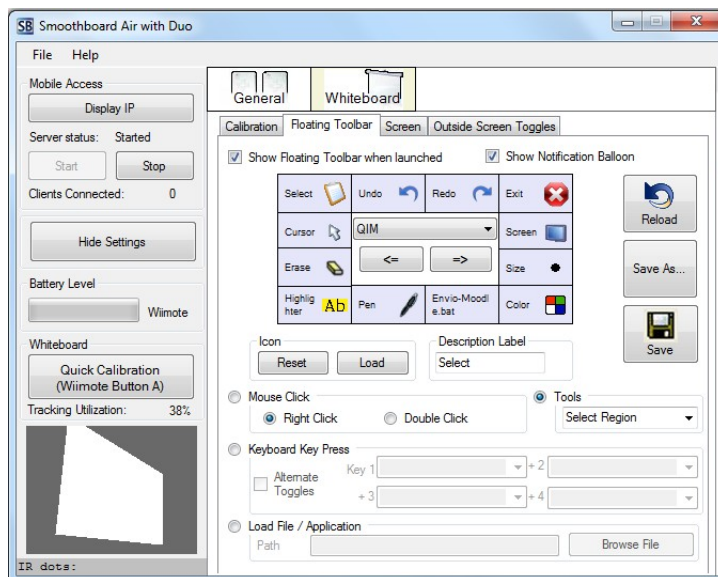 SB Smoothboard Air with Duo
File Help
Mobile Access
Display IP
Server status: Started
Start Stop
Clients Connected: 0
Hide Settings
Battery Level
Wiimote
Whiteboard
Quick Calibration
(Wiimote Button A)
Tracking Utilization: 38%
IR dots:
General Whiteboard
Calibration Floating Toolbar Screen Outside Screen Toggles
Show Floating Toolbar when launched Show Notification Balloon
Select Undo Redo Exit
Cursor QIM Screen
Erase <= => Size
Highlig
hter Ab Pen Envio-Moodl
e.bat Color
Reload
Save As...
Save
Icon
Reset Load
Description Label
Select
Mouse Click
Right Click Double Click
Tools
Select Region
Keyboard Key Press
Alternate
Toggles
Key 1 + 2
+ 3 + 4
Load File / Application
Path Browse File